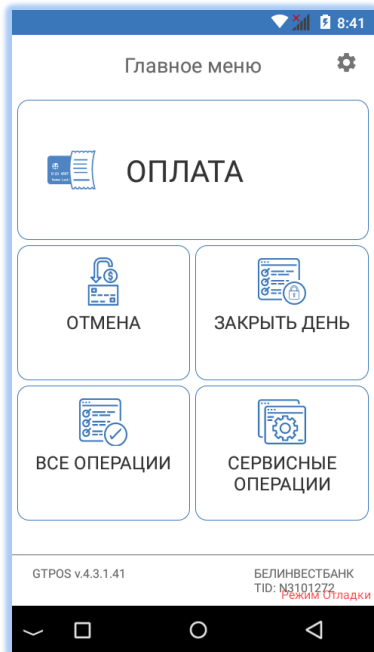 8:41
Главное меню
ОПЛАТА
ОТМЕНА
ЗАКРЫТЬ ДЕНЬ
ВСЕ ОПЕРАЦИИ
СЕРВИСНЫЕ
ОПЕРАЦИИ
GTPOS v.4.3.1.41
БЕЛИНВЕСТБАНК
TID: N3101272
Режим Отладки